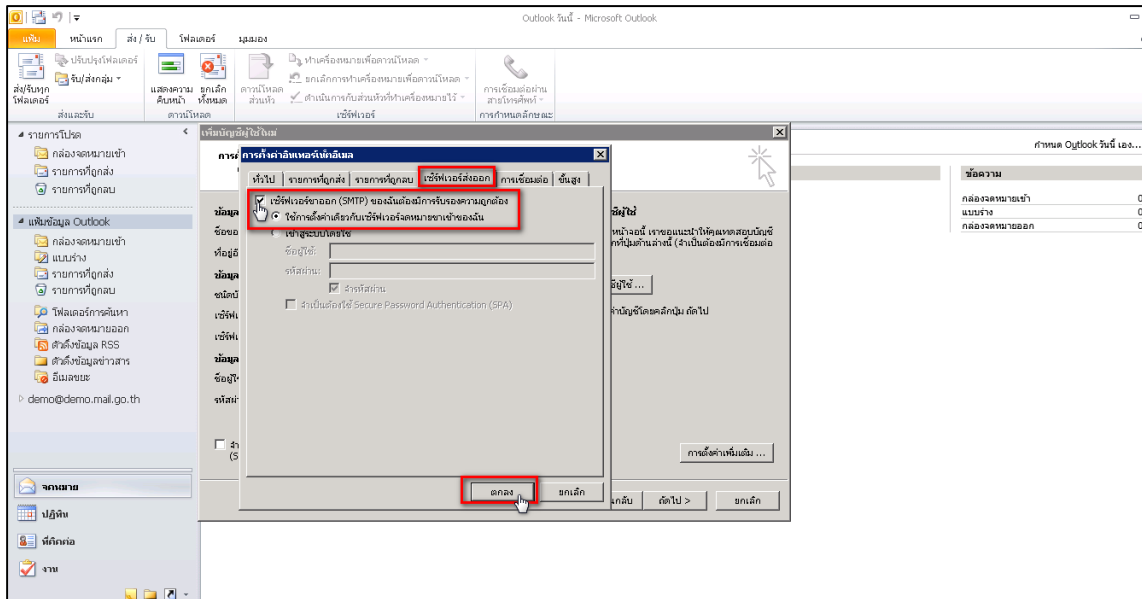 Outlook วันนี้ - Microsoft Outlook
แฟ้ม หน้าแรก ส่ง / รับ โฟลเดอร์ มุมมอง
ส่ง/รับทุกโฟลเดอร์
ปรับปรุงโฟลเดอร์
รับ/ส่งกลุ่ม
แสดงความคืบหน้า
ยกเลิกทั้งหมด
ดาวน์โหลดส่วนหัว
ทำเครื่องหมายเพื่อดาวน์โหลด
ยกเลิกการทำเครื่องหมายเพื่อดาวน์โหลด
ดำเนินการกับส่วนหัวที่ทำเครื่องหมายไว้
การเชื่อมต่อผ่านสายโทรศัพท์
ส่งและรับ ดาวน์โหลด เซิร์ฟเวอร์ การกำหนดลักษณะ
รายการโปรด
กล่องจดหมายเข้า
รายการที่ถูกส่ง
รายการที่ถูกลบ
แฟ้มข้อมูล Outlook
กล่องจดหมายเข้า
แบบร่าง
รายการที่ถูกส่ง
รายการที่ถูกลบ
โฟลเดอร์การค้นหา
กล่องจดหมายออก
ตัวดึงข้อมูล RSS
ตัวดึงข้อมูลข่าวสาร
อีเมลขยะ
demo@demo.mail.go.th
จดหมาย
ปฏิทิน
ที่ติดต่อ
งาน
เพิ่มบัญชีผู้ใช้ใหม่
การตั้งค่าอินเทอร์เน็ตอีเมล
ทั่วไป รายการที่ถูกส่ง รายการที่ถูกลบ เซิร์ฟเวอร์ส่งออก การเชื่อมต่อ ขั้นสูง
เซิร์ฟเวอร์ขาออก (SMTP) ของฉันต้องมีการรับรองความถูกต้อง
ใช้การตั้งค่าเดียวกับเซิร์ฟเวอร์จดหมายขาเข้าของฉัน
เข้าสู่ระบบโดยใช้
ชื่อผู้ใช้:
รหัสผ่าน:
จำรหัสผ่าน
จำเป็นต้องใช้ Secure Password Authentication (SPA)
ตกลง ยกเลิก
การตั้งค่าเพิ่มเติม ...
ถัดไป > ยกเลิก
กำหนด Outlook วันนี้ เอง...
ข้อความ
กล่องจดหมายเข้า 0
แบบร่าง 0
กล่องจดหมายออก 0